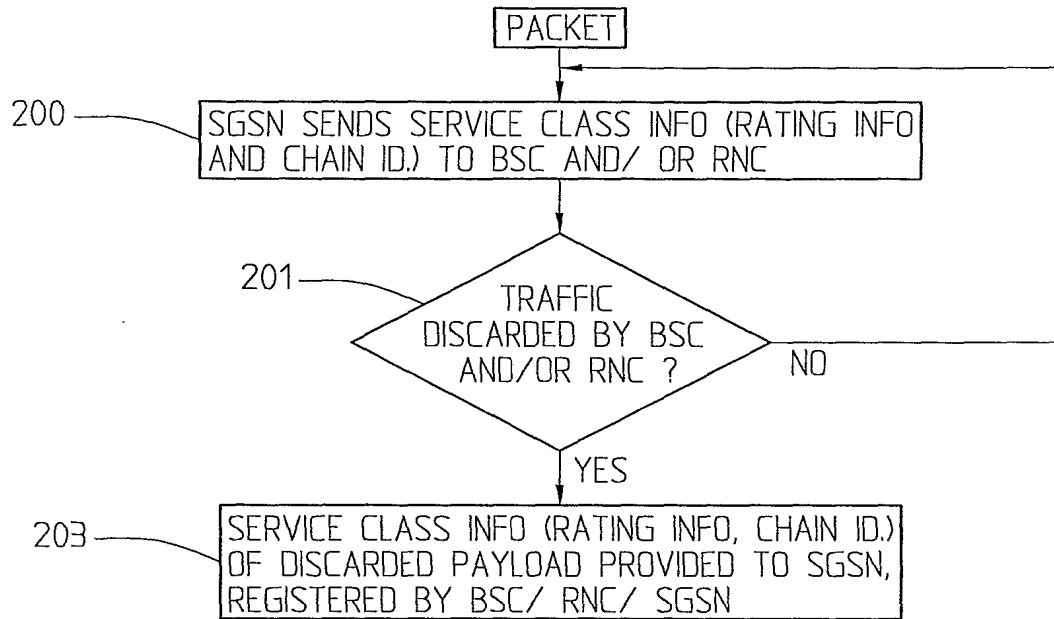 PACKET
200
SGSN SENDS SERVICE CLASS INFO (RATING INFO
AND CHAIN ID.) TO BSC AND/ OR RNC
201
TRAFFIC
DISCARDED BY BSC
AND/OR RNC ?
NO
YES
203
SERVICE CLASS INFO (RATING INFO, CHAIN ID.)
OF DISCARDED PAYLOAD PROVIDED TO SGSN,
REGISTERED BY BSC/ RNC/ SGSN